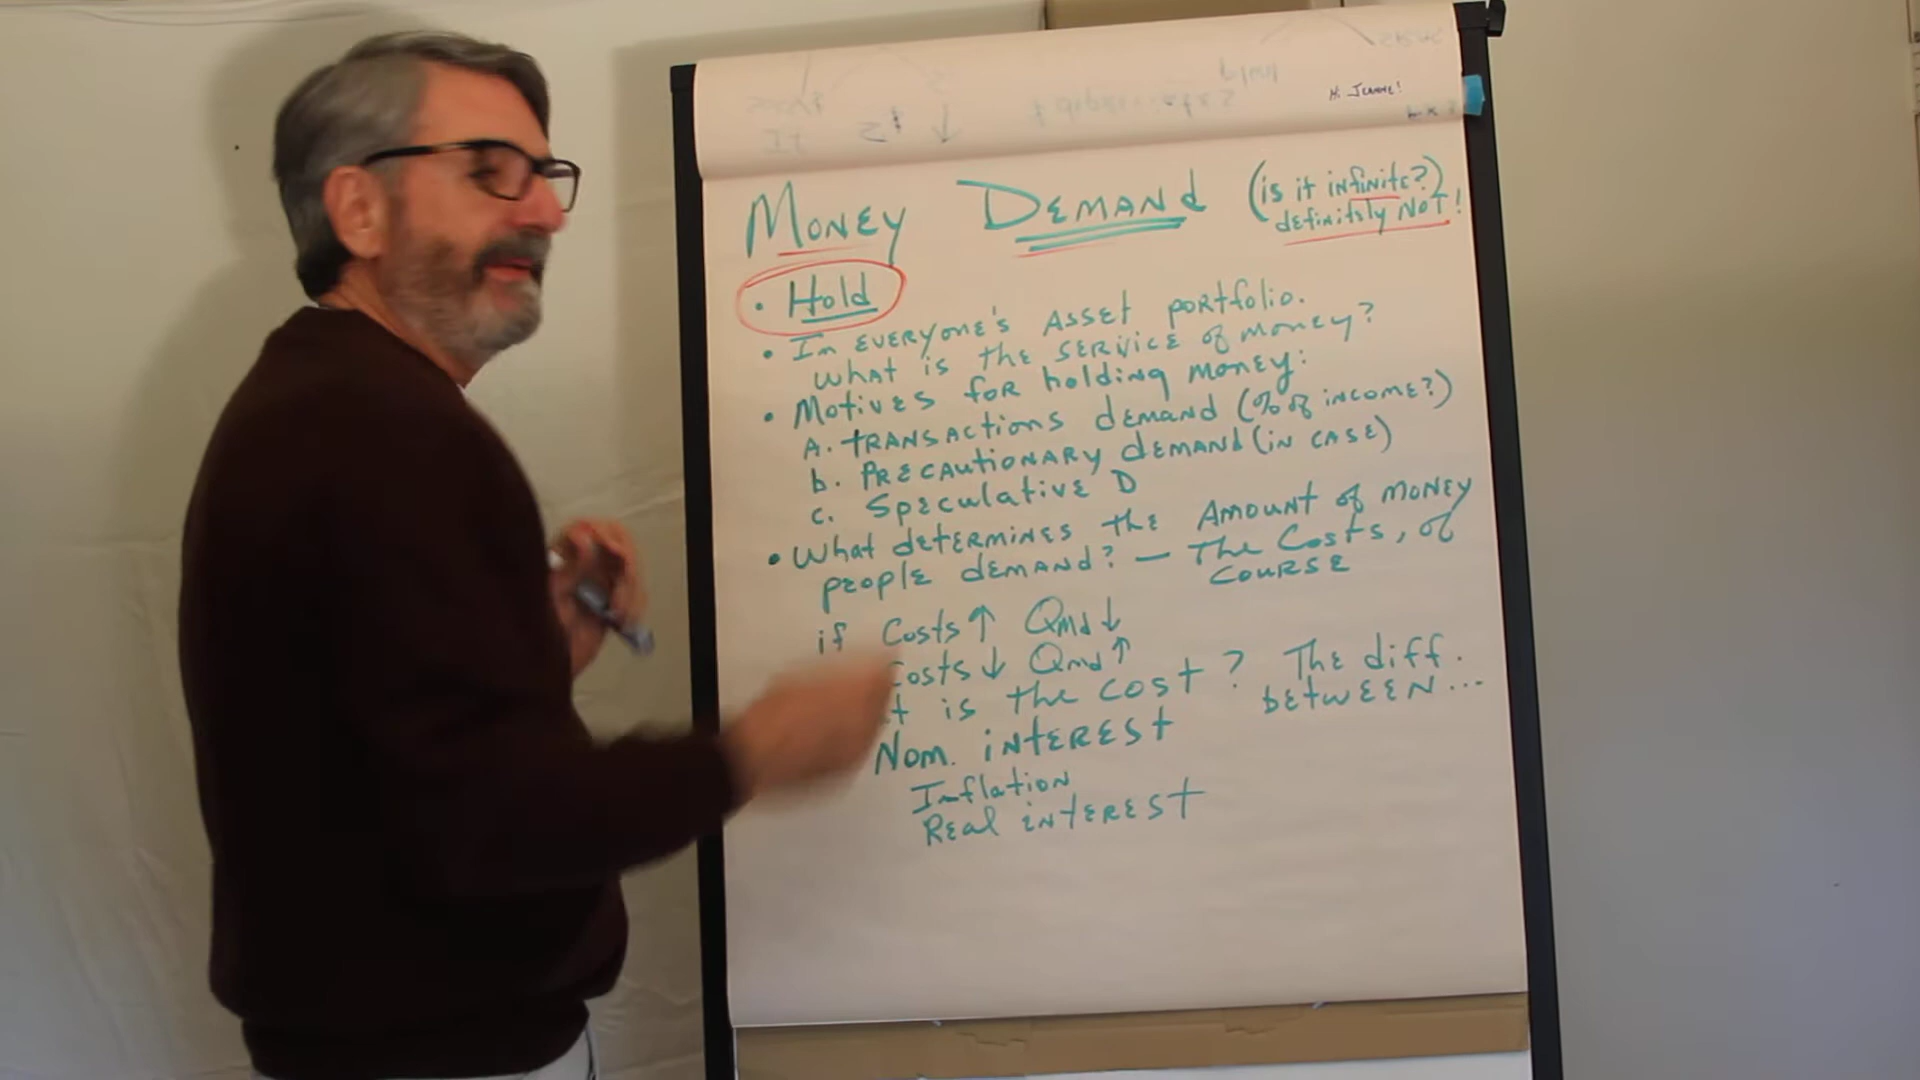 Hi JEANNE!
MONEY DEMAND (is it infinite?)
definitely NOT!
• Hold
• In EVERYONE'S ASSET portfolio.
What is the SERVICE of money?
• Motives for holding money:
A. TRANSACTIONS demand (% of income?)
b. PRECAUTIONARY demand (in CASE)
c. Speculative D
• What determines the Amount of money
people demand? — The Costs, of
COURSE
if Costs ↑ Qmd ↓
Costs ↓ Qmd ↑
is the cost? The diff.
between...
Nom. interest
Inflation
Real interest